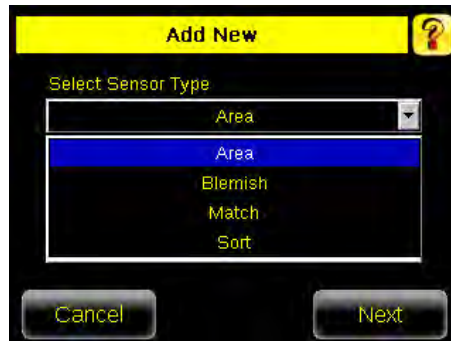 Add New
?
Select Sensor Type
Area
Area
Blemish
Match
Sort
Cancel
Next